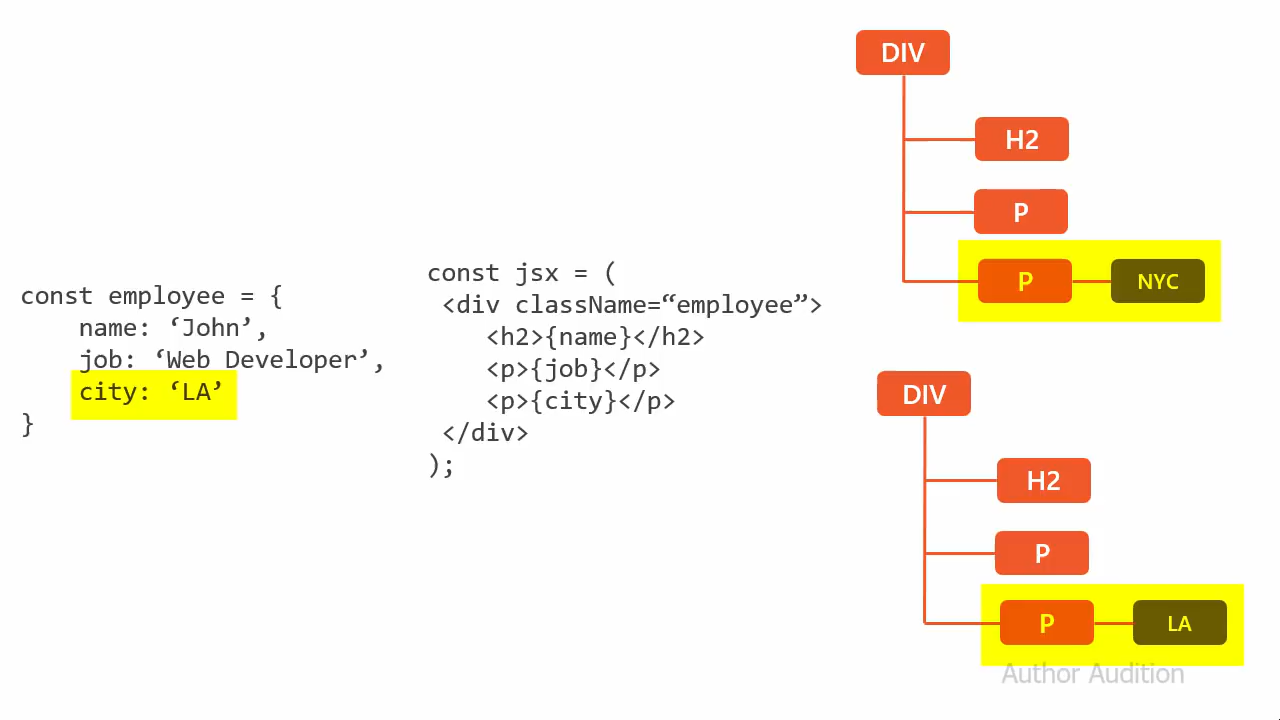 const employee = {
name: ‘John’,
job: ‘Web Developer’,
city: ‘LA’
}
const jsx = (
<div className=“employee”>
<h2>{name}</h2>
<p>{job}</p>
<p>{city}</p>
</div>
);
DIV
H2
P
P
NYC
DIV
H2
P
P
LA
Author Audition